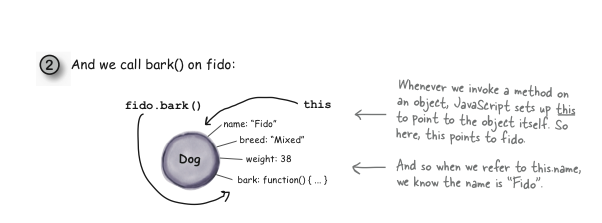 2 And we call bark() on fido:
fido.bark()
this
name: "Fido"
breed: "Mixed"
Dog
weight: 38
bark: function() { ... }
Whenever we invoke a method on
an object, JavaScript sets up this
to point to the object itself. So
here, this points to fido.
And so when we refer to this.name,
we know the name is "Fido".